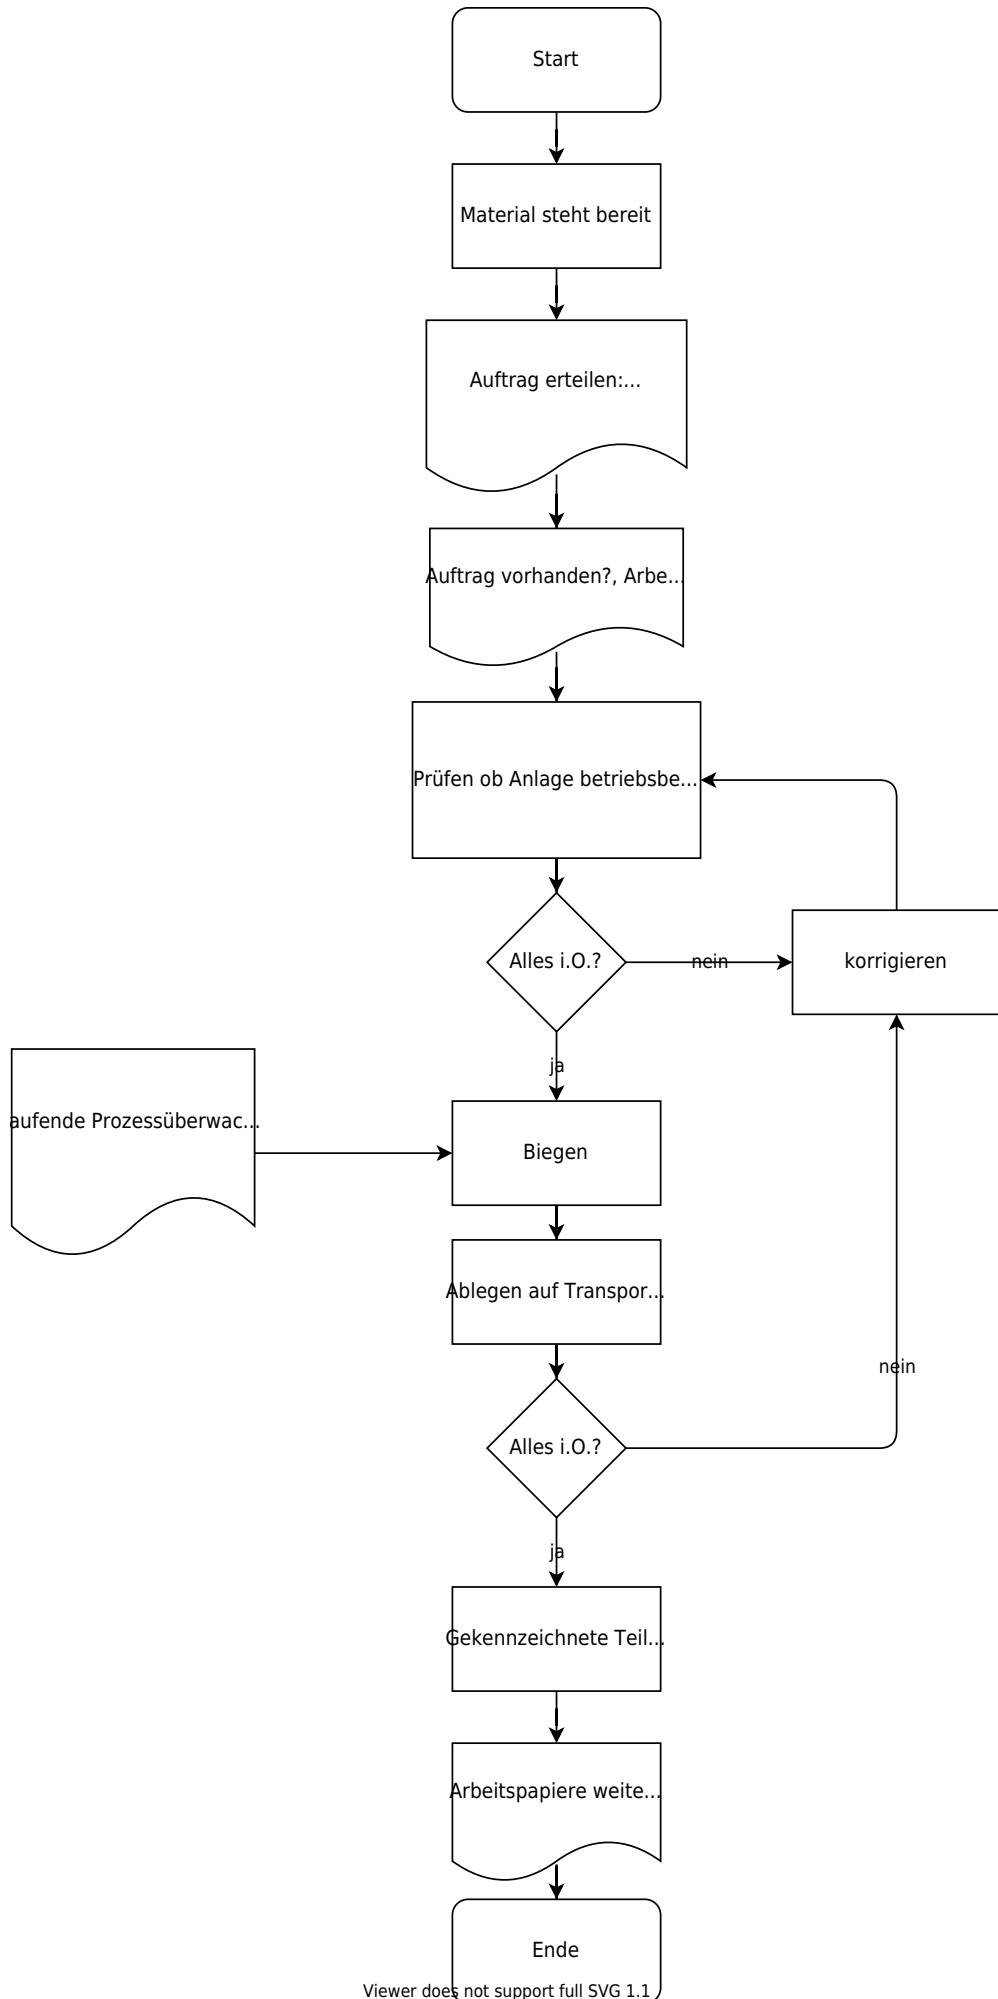 Start
Material steht bereit
Auftrag erteilen:...
Auftrag vorhanden?, Arbe...
Prüfen ob Anlage betriebsbe...
Alles i.O.?
nein
korrigieren
ja
aufende Prozessüberwac...
Biegen
Ablegen auf Transpor...
nein
Alles i.O.?
ja
Gekennzeichnete Teil...
Arbeitspapiere weite...
Ende
Viewer does not support full SVG 1.1